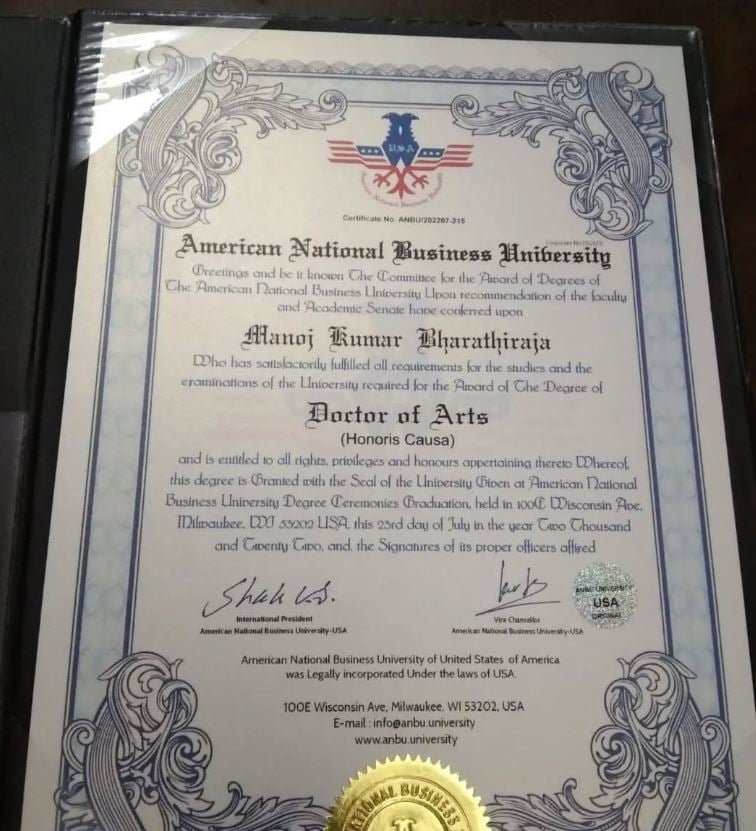 USA
American National Business University
Certificate No. ANBU/202207-215
American National Business University
Greetings and be it known The Committee for the Award of Degrees of
The American National Business University Upon recommendation of the faculty
and Academic Senate have conferred upon
Manoj Kumar Bharathiraja
Who has satisfactorily fulfilled all requirements for the studies and the
examinations of the University required for the Award of The Degree of
Doctor of Arts
(Honoris Causa)
and is entitled to all rights, privileges and honours appertaining thereto Whereof,
this degree is Granted with the Seal of the University Given at American National
Business University Degree Ceremonies Graduation, held in 100E Wisconsin Ave,
Milwaukee, WI 53202 USA, this 23rd day of July in the year Two Thousand
and Twenty Two, and, the Signatures of its proper officers affixed
International President
American National Business University-USA
Vice Chancellor
American National Business University-USA
ANBU UNIVERSITY
USA
ORIGINAL
American National Business University of United States of America
was Legally incorporated Under the laws of USA.
100E Wisconsin Ave, Milwaukee, WI 53202, USA
E-mail : info@anbu.university
www.anbu.university
NATIONAL BUSINESS